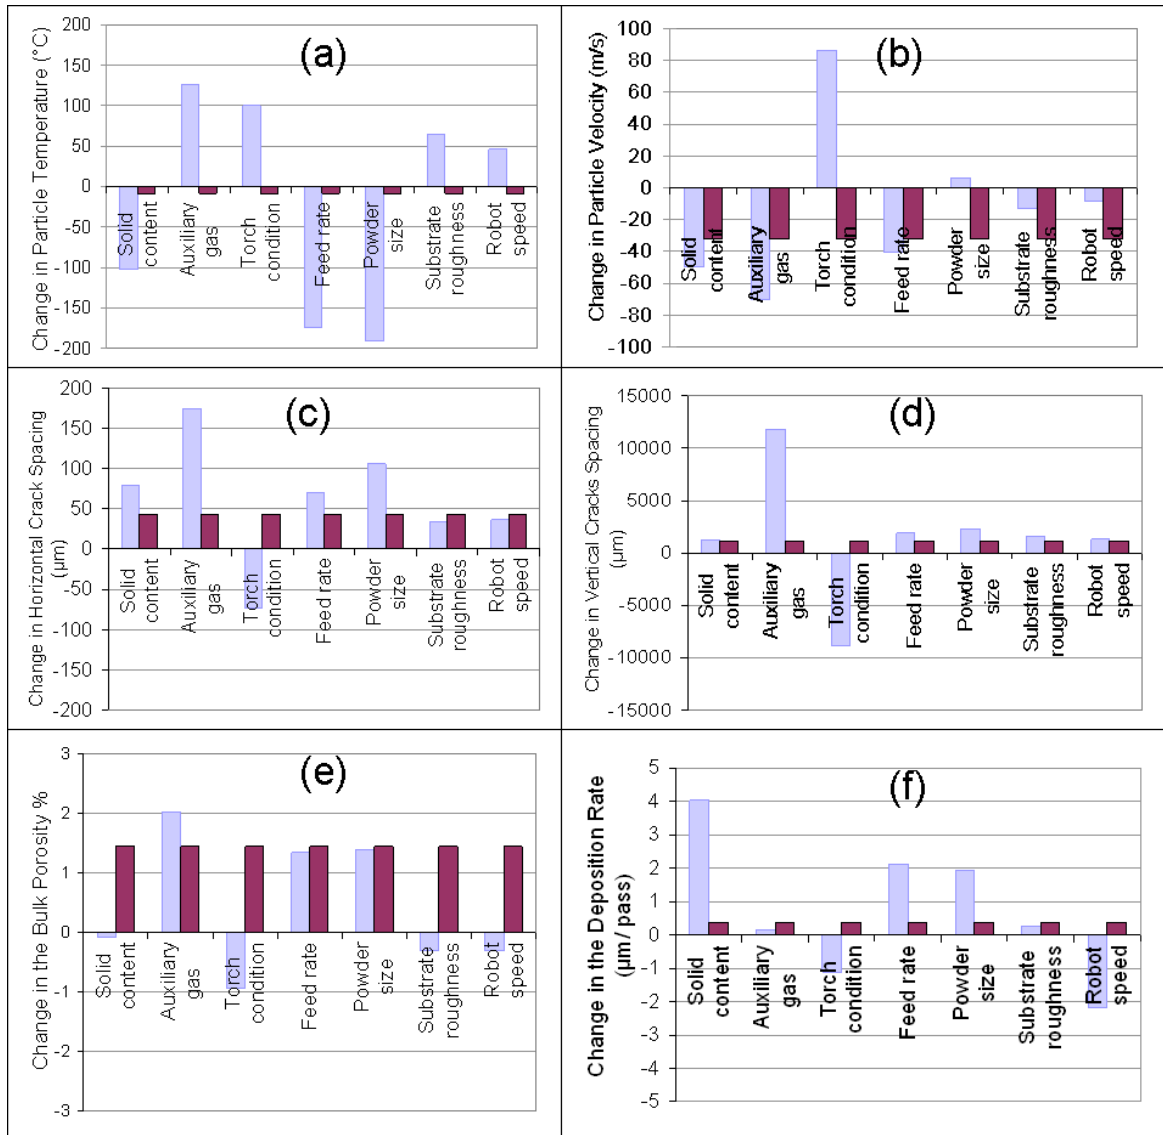 (a)
Change in Particle Temperature (°C)
200
150
100
50
0
-50
-100
-150
-200
Solid
content
Auxiliary
gas
Torch
condition
Feed rate
Powder
size
Substrate
roughness
Robot
speed
(b)
Change in Particle Velocity (m/s)
100
80
60
40
20
0
-20
-40
-60
-80
-100
Solid
content
Auxiliary
gas
Torch
condition
Feed rate
Powder
size
Substrate
roughness
Robot
speed
(c)
Change in Horizontal Crack Spacing
(µm)
200
150
100
50
0
-50
100
150
200
Solid
content
Auxiliary
gas
Torch
condition
Feed rate
Powder
size
Substrate
roughness
Robot
speed
(d)
Change in Vertical Cracks Spacing
(µm)
15000
10000
5000
0
-5000
-10000
-15000
Solid
content
Auxiliary
gas
Torch
condition
Feed rate
Powder
size
Substrate
roughness
Robot
speed
(e)
Change in the Bulk Porosity %
3
2
1
0
-1
-2
-3
Solid
content
Auxiliary
gas
Torch
condition
Feed rate
Powder
size
Substrate
roughness
Robot
speed
(f)
Change in the Deposition Rate
(µm/ pass)
5
4
3
2
1
0
-1
-2
-3
-4
-5
Solid
content
Auxiliary
gas
Torch
condition
Feed rate
Powder
size
Substrate
roughness
Robot
speed